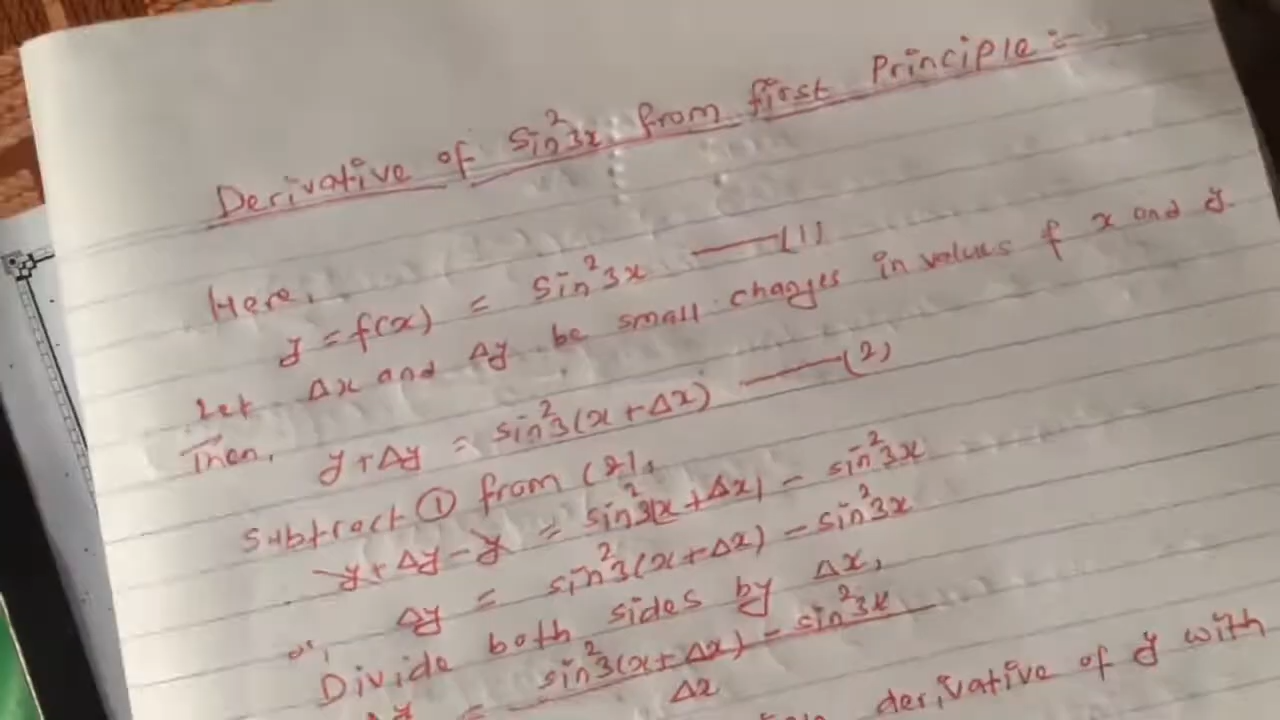 Derivative of sin²3x from first Principle :-
Here,
y = f(x) = sin²3x ——(1)
Let Δx and Δy be small changes in values of x and y.
Then, y+Δy = sin²3(x+Δx) ——(2)
Subtract ① from (2),
y+Δy-y = sin²3(x+Δx) - sin²3x
or, Δy = sin²3(x+Δx) - sin²3x
Divide both sides by Δx,
Δy = sin²3(x+Δx) - sin²3x
Δx
derivative of y with